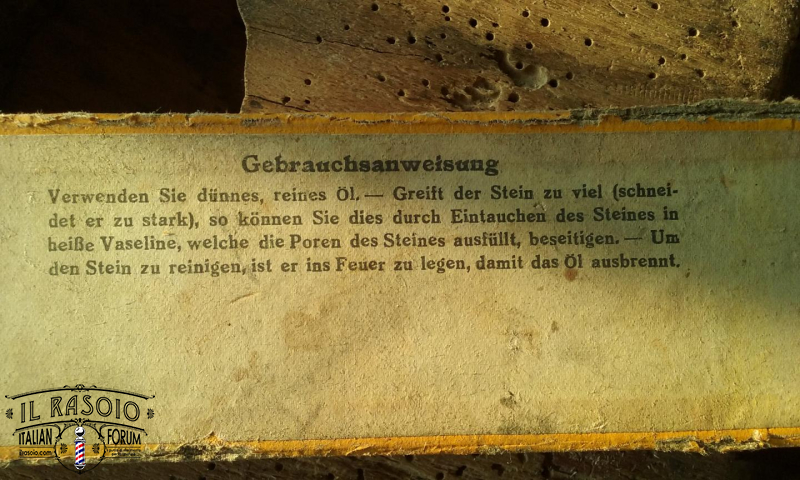 Gebrauchsanweisung
Verwenden Sie dünnes, reines Öl. — Greift der Stein zu viel (schnei-
det er zu stark), so können Sie dies durch Eintauchen des Steines in
heiße Vaseline, welche die Poren des Steines ausfüllt, beseitigen. — Um
den Stein zu reinigen, ist er ins Feuer zu legen, damit das Öl ausbrennt.
IL RASOIO
ITALIAN FORUM
ilrasoio.com